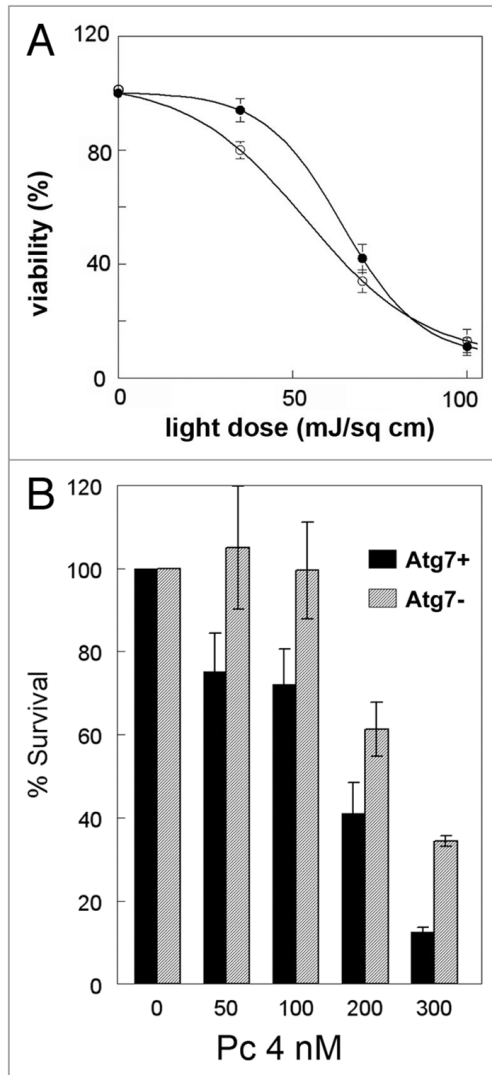 A
120
80
40
0
viability (%)
0 50 100
light dose (mJ/sq cm)
B
120
100
80
60
40
20
0
% Survival
Atg7+
Atg7-
0 50 100 200 300
Pc 4 nM